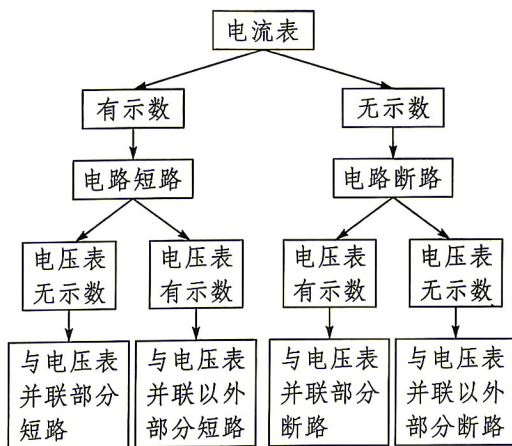 电流表
有示数
无示数
电路短路
电路断路
电压表
无示数
电压表
有示数
电压表
有示数
电压表
无示数
与电压表
并联部分
短路
与电压表
并联以外
部分短路
与电压表
并联部分
断路
与电压表
并联以外
部分断路